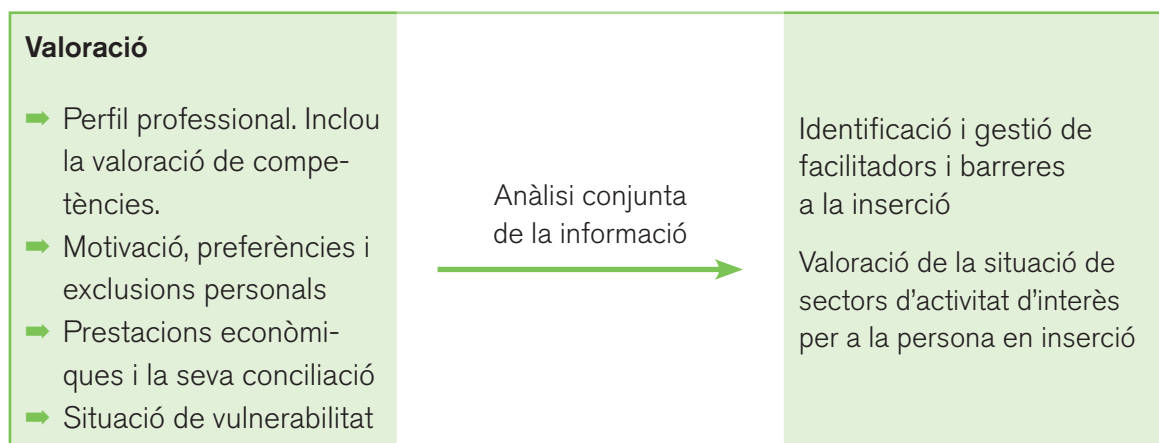 Valoració
➡ Perfil professional. Inclou
la valoració de compe-
tències.
➡ Motivació, preferències i
exclusions personals
➡ Prestacions econòmi-
ques i la seva conciliació
➡ Situació de vulnerabilitat
Anàlisi conjunta
de la informació
Identificació i gestió de
facilitadors i barreres
a la inserció
Valoració de la situació de
sectors d’activitat d’interès
per a la persona en inserció